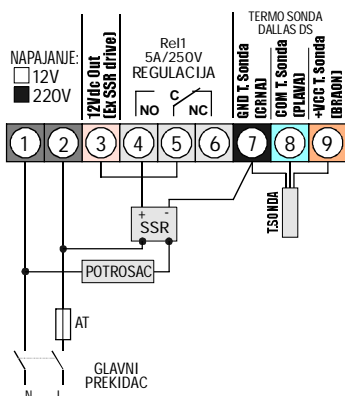 NAPAJANJE:
12V
220V
12Vdc Out
(Ex SSR drive)
Rel1
5A/250V
REGULACIJA
C
NO
NC
TERMO SONDA
DALLAS DS
GND T. Sonda
(CRNA)
COM T. Sonda
(PLAVA)
+VCC T. Sonda
(BRAON)
1 2 3 4 5 6 7 8 9
+ -
SSR
T.SONDA
POTROSAC
AT
GLAVNI
PREKIDAC
N L